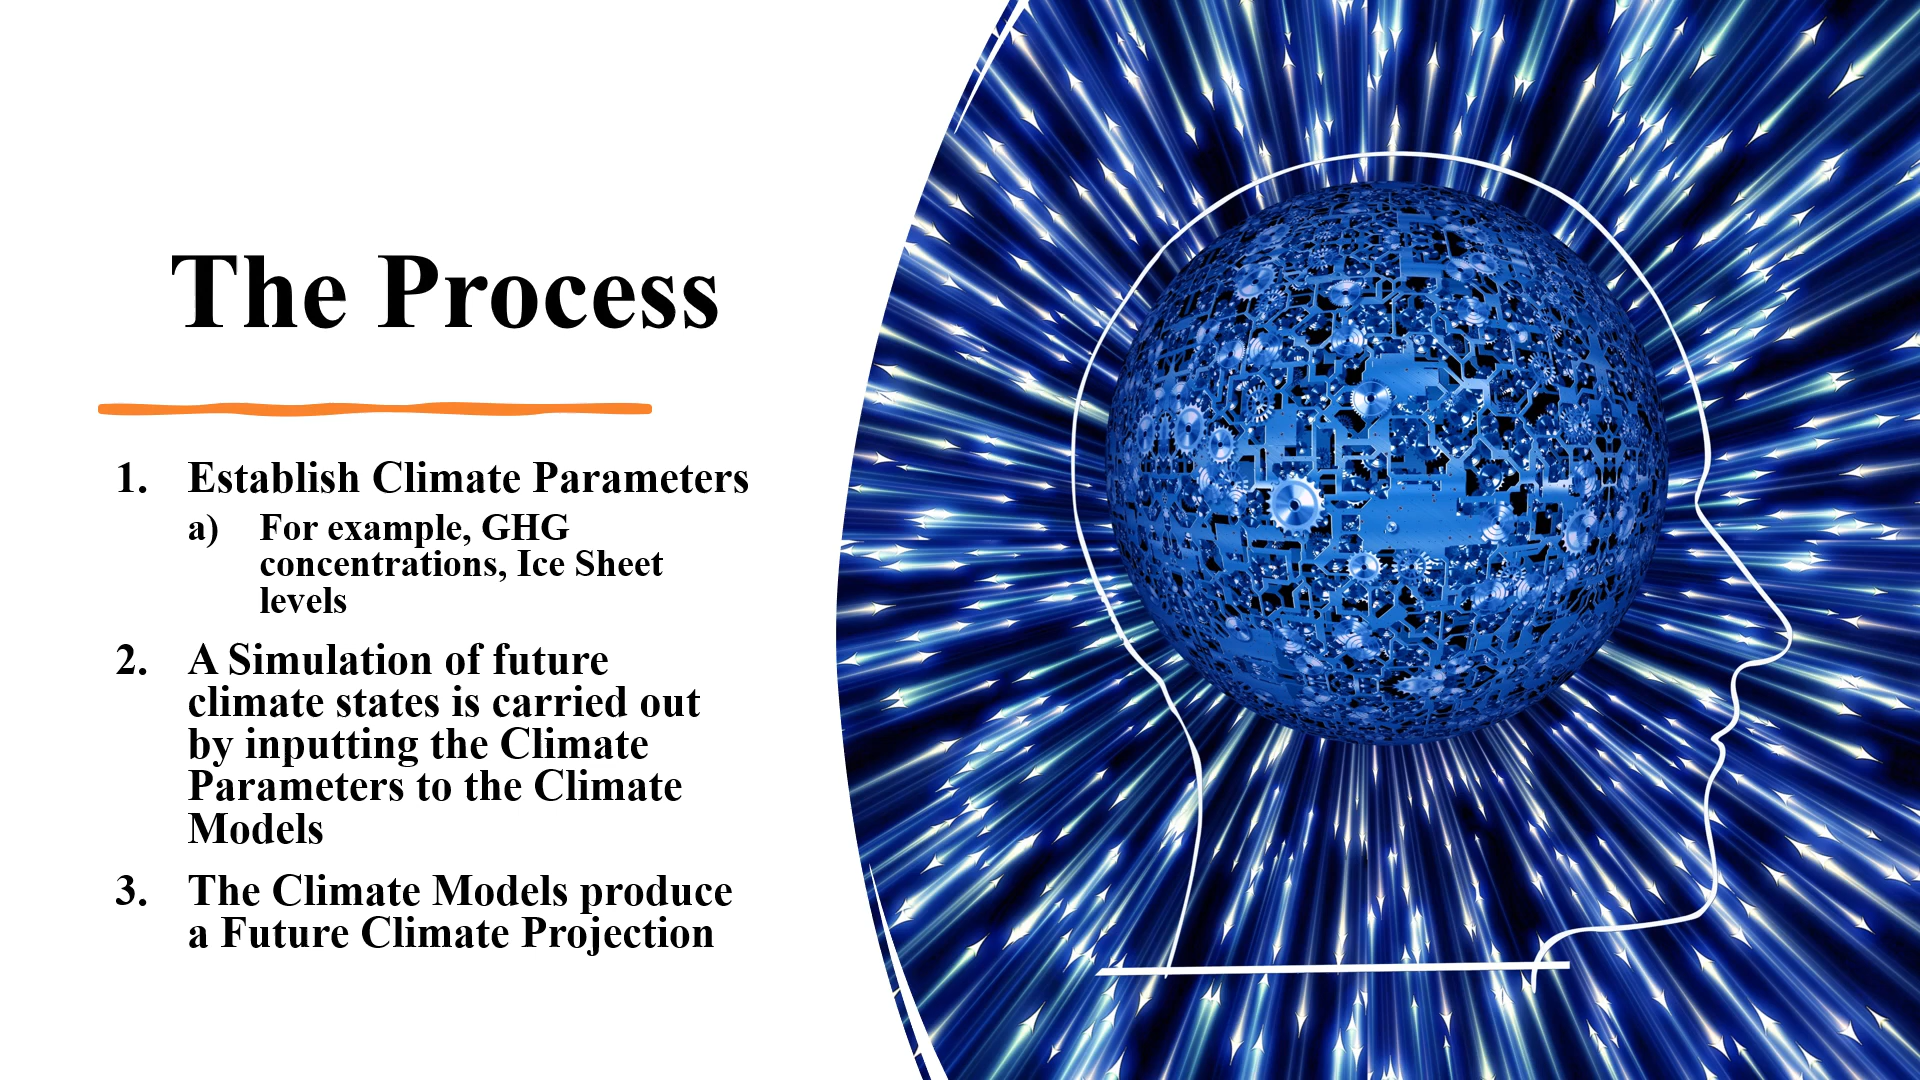 The Process
1. Establish Climate Parameters
a) For example, GHG
concentrations, Ice Sheet
levels
2. A Simulation of future
climate states is carried out
by inputting the Climate
Parameters to the Climate
Models
3. The Climate Models produce
a Future Climate Projection